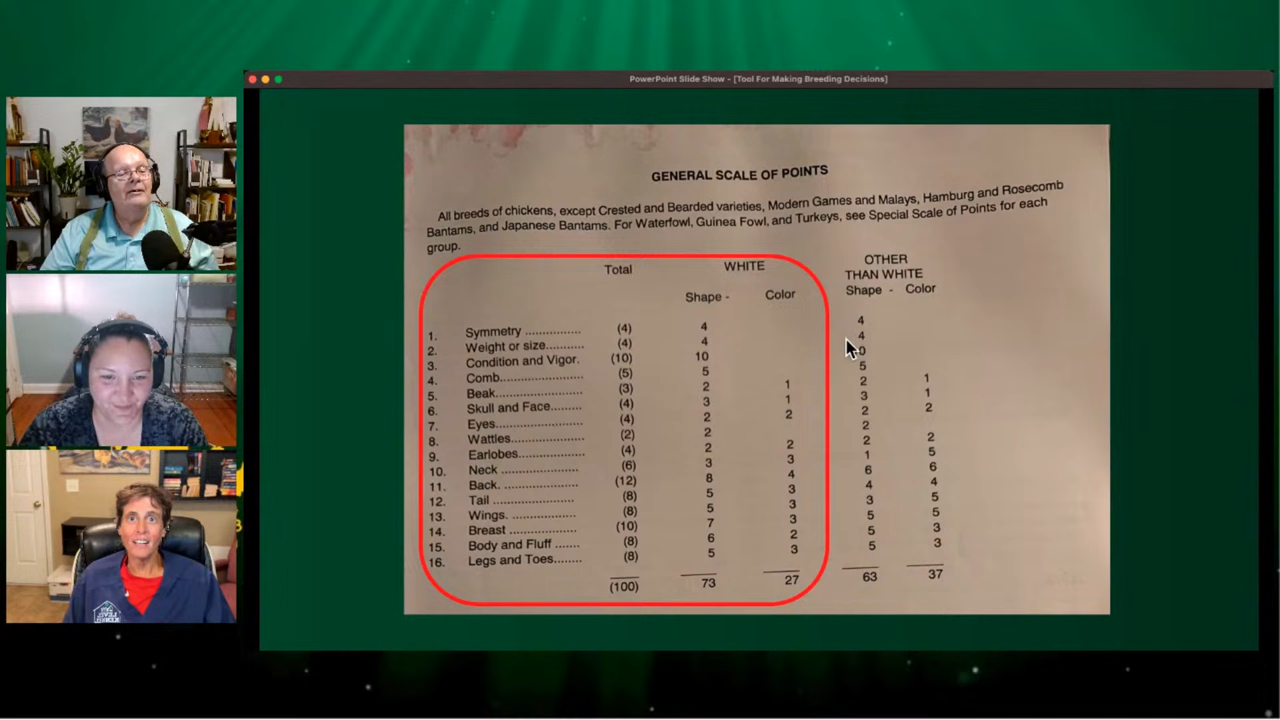 PowerPoint Slide Show - [Tool For Making Breeding Decisions]
GENERAL SCALE OF POINTS
All breeds of chickens, except Crested and Bearded varieties, Modern Games and Malays, Hamburg and Rosecomb
Bantams, and Japanese Bantams. For Waterfowl, Guinea Fowl, and Turkeys, see Special Scale of Points for each
group.
Total WHITE OTHER
THAN WHITE
Shape - Color Shape - Color
1. Symmetry ............... (4) 4 4
2. Weight or size.......... (4) 4 4
3. Condition and Vigor. (10) 10 0
4. Comb...................... (5) 5 5
5. Beak....................... (3) 2 1 2 1
6. Skull and Face......... (4) 3 1 3 1
7. Eyes....................... (4) 2 2 2 2
8. Wattles.................... (2) 2 2
9. Earlobes.................. (4) 2 2 2 2
10. Neck ..................... (6) 3 3 1 5
11. Back. ..................... (12) 8 4 6 6
12. Tail ..................... (8) 5 3 4 4
13. Wings. .................. (8) 5 3 3 5
14. Breast .................. (10) 7 3 5 5
15. Body and Fluff ....... (8) 6 2 5 3
16. Legs and Toes........ (8) 5 3 5 3
(100) 73 27 63 37